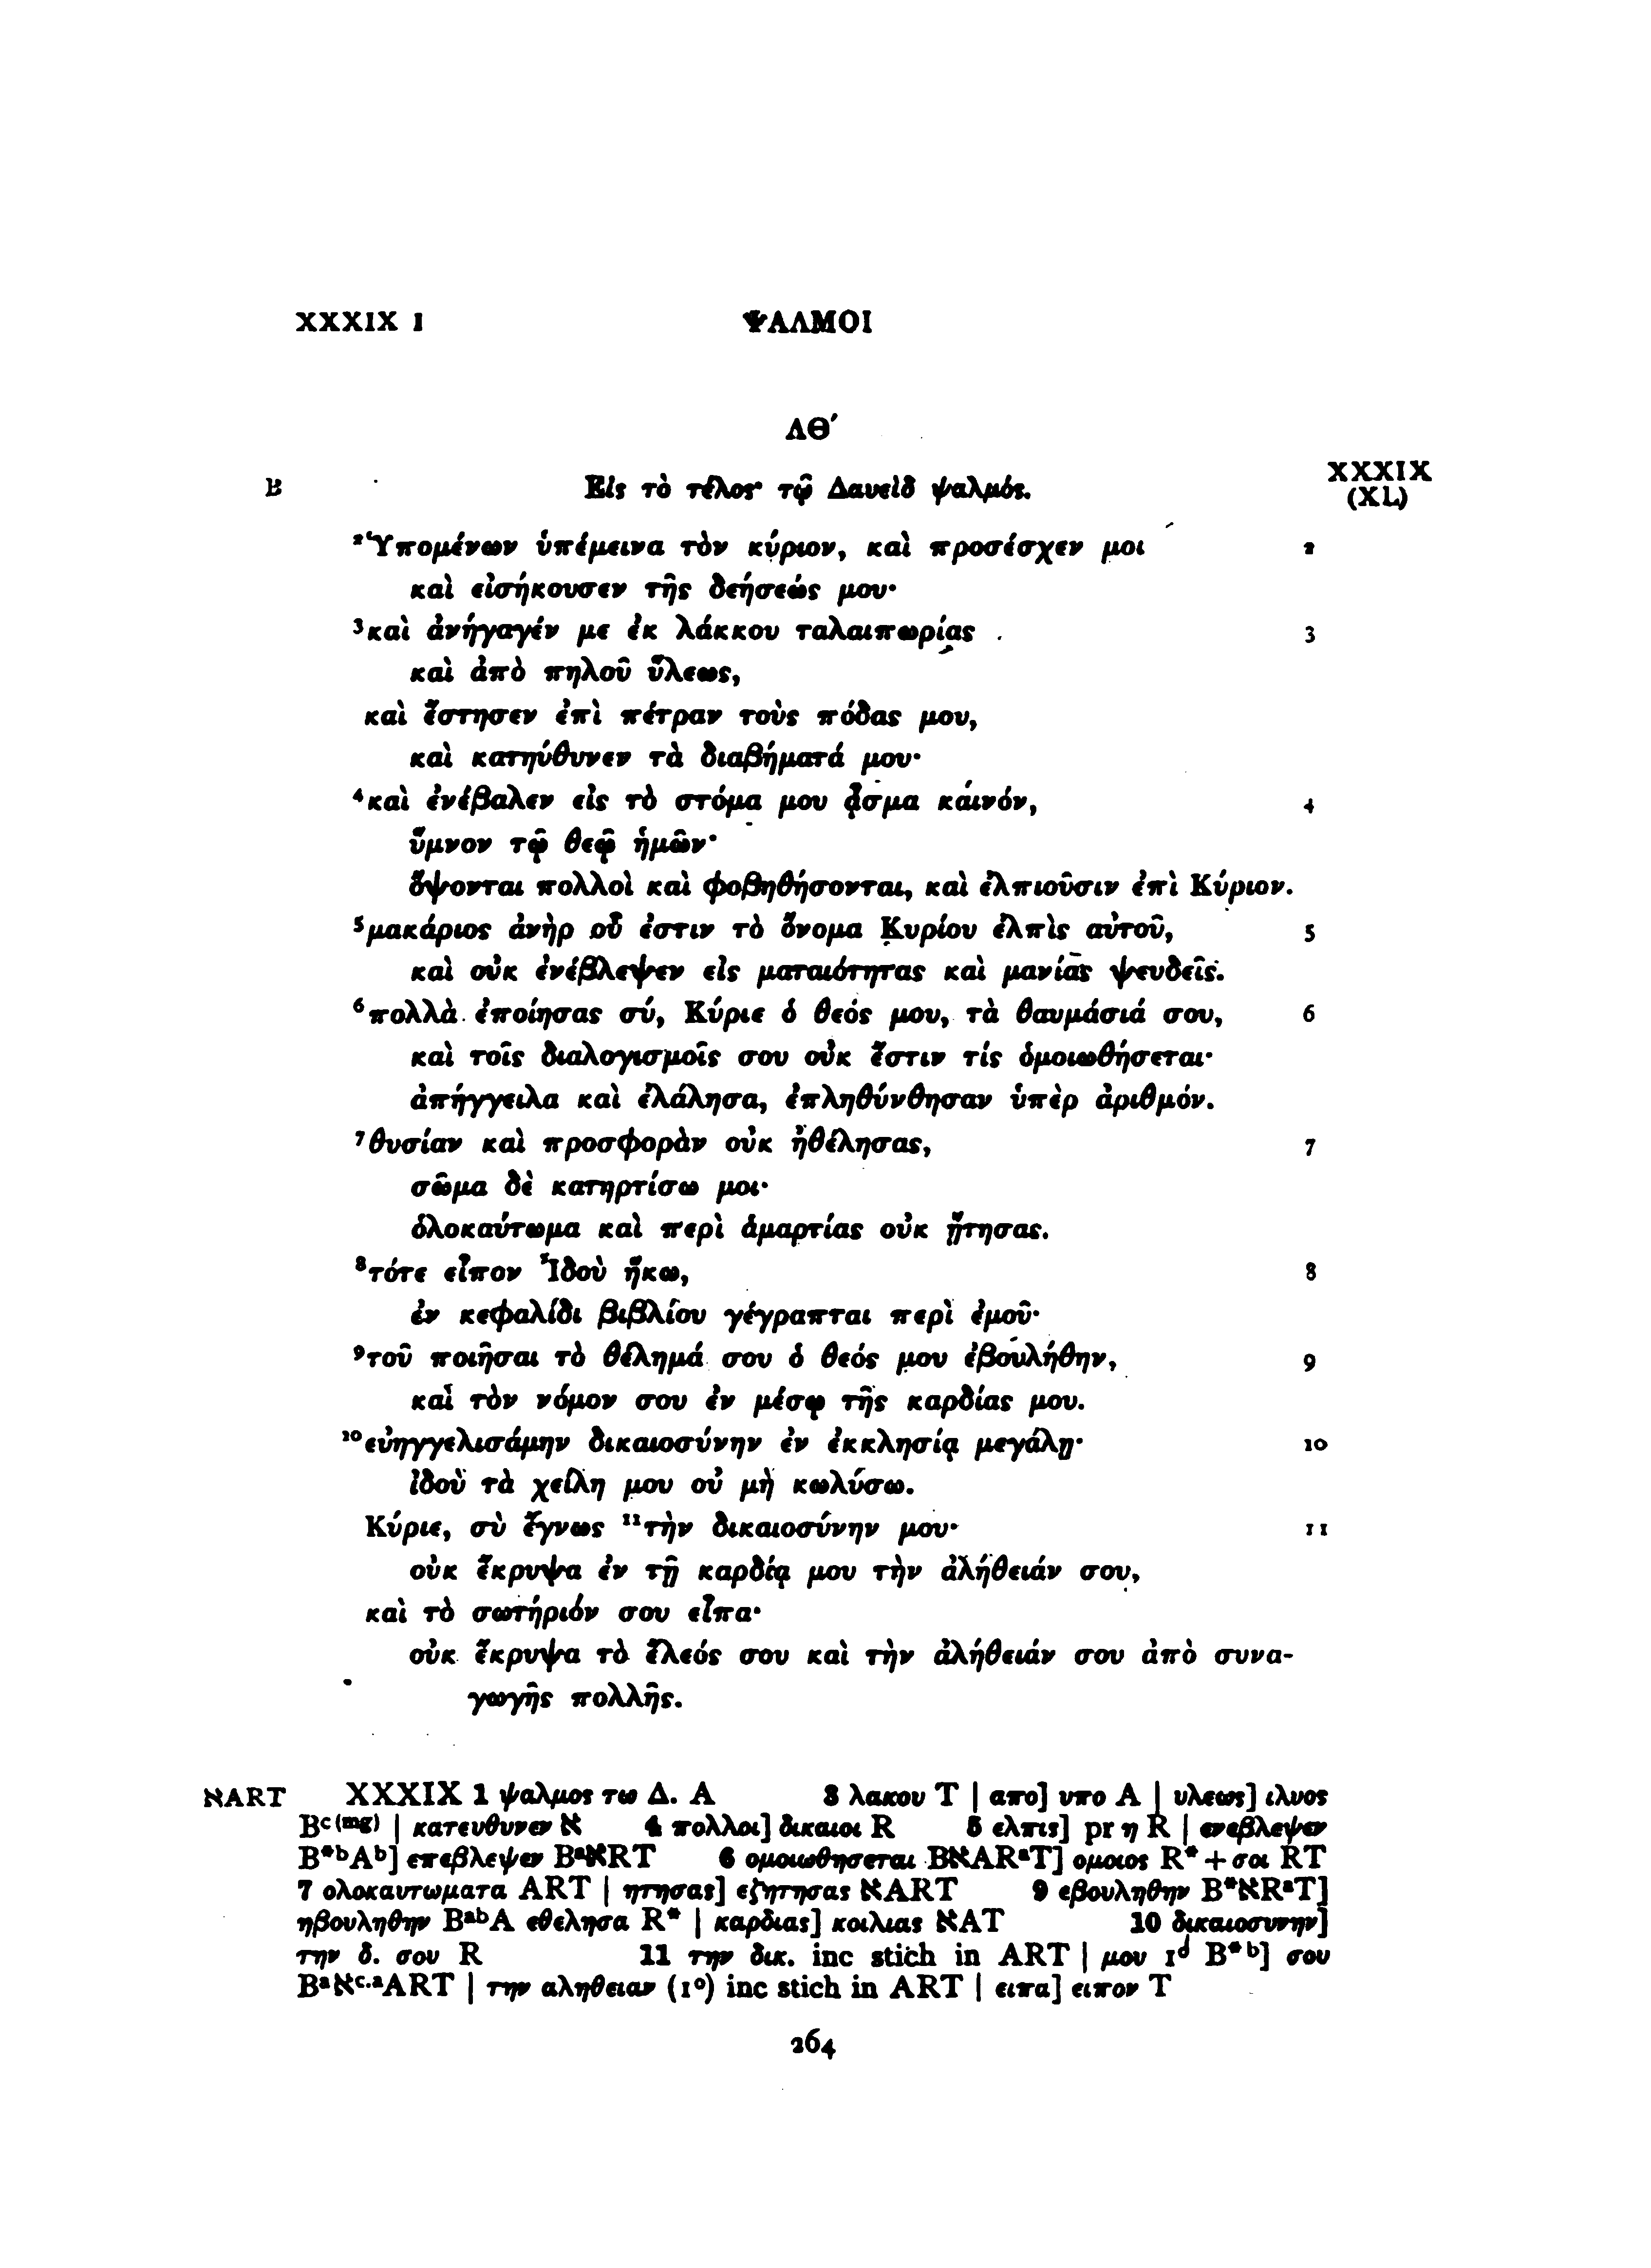 XXXIX 1 ΨΑΛΜΟΙ
ΛΘ´
XXXIX
B Εἰς τὸ τέλος· τῷ Δαυεὶδ ψαλμός. (XL)
²Ὑπομένων ὑπέμεινα τὸν κύριον, καὶ προσέσχεν μοι 2
καὶ εἰσήκουσεν τῆς δεήσεώς μου·
³καὶ ἀνήγαγέν με ἐκ λάκκου ταλαιπωρίας 3
καὶ ἀπὸ πηλοῦ ὕλεως,
καὶ ἔστησεν ἐπὶ πέτραν τοὺς πόδας μου,
καὶ κατηύθυνεν τὰ διαβήματά μου·
⁴καὶ ἐνέβαλεν εἰς τὸ στόμα μου ᾆσμα καινόν, 4
ὕμνον τῷ θεῷ ἡμῶν·
ὄψονται πολλοὶ καὶ φοβηθήσονται, καὶ ἐλπιοῦσιν ἐπὶ Κύριον.
⁵μακάριος ἀνὴρ οὗ ἐστιν τὸ ὄνομα Κυρίου ἐλπὶς αὐτοῦ, 5
καὶ οὐκ ἐνέβλεψεν εἰς ματαιότητας καὶ μανίας ψευδεῖς.
⁶πολλὰ ἐποίησας σύ, Κύριε ὁ θεός μου, τὰ θαυμάσιά σου, 6
καὶ τοῖς διαλογισμοῖς σου οὐκ ἔστιν τίς ὁμοιωθήσεται·
ἀπήγγειλα καὶ ἐλάλησα, ἐπληθύνθησαν ὑπὲρ ἀριθμόν.
⁷θυσίαν καὶ προσφορὰν οὐκ ἠθέλησας, 7
σῶμα δὲ κατηρτίσω μοι·
ὁλοκαύτωμα καὶ περὶ ἁμαρτίας οὐκ ᾔτησας.
⁸τότε εἶπον Ἰδοὺ ἥκω, 8
ἐν κεφαλίδι βιβλίου γέγραπται περὶ ἐμοῦ·
⁹τοῦ ποιῆσαι τὸ θέλημά σου ὁ θεός μου ἐβουλήθην, 9
καὶ τὸν νόμον σου ἐν μέσῳ τῆς καρδίας μου.
¹⁰εὐηγγελισάμην δικαιοσύνην ἐν ἐκκλησίᾳ μεγάλῃ· 10
ἰδοὺ τὰ χείλη μου οὐ μὴ κωλύσω.
Κύριε, σὺ ἔγνως ¹¹τὴν δικαιοσύνην μου· 11
οὐκ ἔκρυψα ἐν τῇ καρδίᾳ μου τὴν ἀλήθειάν σου,
καὶ τὸ σωτήριόν σου εἶπα·
οὐκ ἔκρυψα τὸ ἔλεός σου καὶ τὴν ἀλήθειάν σου ἀπὸ συνα-
γωγῆς πολλῆς.
אART XXXIX 1 ψαλμος τω Δ. A 3 λακου T | απο] υπο A | υλεως] ιλυος
Bᶜ⁽ᵐᵍ⁾ | κατευθυνεν א 4 πολλοι] δικαιοι R 5 ελπις] pr η R | ενεβλεψεν
B*ᵇAᵇ] επεβλεψεν BᵃאRT 6 ομοιωθησεται BאARᵃT] ομοιος R* + σοι RT
7 ολοκαυτωματα ART | ητησας] εζητησας אART 9 εβουληθην B*אRᵃT]
ηβουληθην BᵃᵇA εθελησα R* | καρδιας] κοιλιας אAT 10 δικαιοσυνην]
την δ. σου R 11 την δικ. inc stich in ART | μου 1° B*ᵇ] σου
Bᵃאᶜ·ᵃART | την αληθειαν (1°) inc stich in ART | ειπα] ειπον T
264